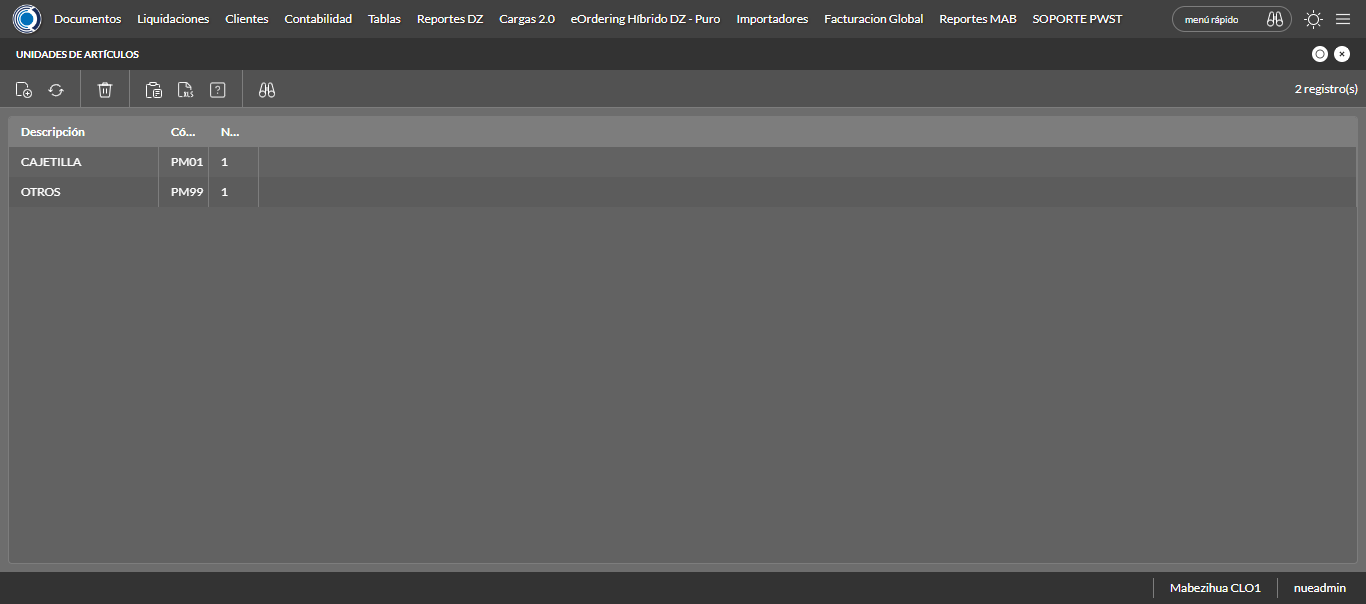 Documentos Liquidaciones Clientes Contabilidad Tablas Reportes DZ Cargas 2.0 eOrdering Híbrido DZ - Puro Importadores Facturacion Global Reportes MAB SOPORTE PWST menú rápido
UNIDADES DE ARTÍCULOS
XLS ? 2 registro(s)
Descripción Có... N...
CAJETILLA PM01 1
OTROS PM99 1
Mabezihua CLO1 nueadmin